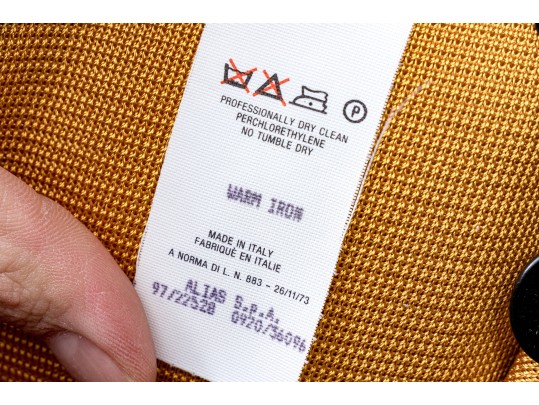 P
PROFESSIONALLY DRY CLEAN
PERCHLORETHYLENE
NO TUMBLE DRY
WARM IRON
MADE IN ITALY
FABRIQUÉ EN ITALIE
A NORMA DI L. N. 883 - 26/11/73
ALIAS S.P.A.
97/22528 0920/36096